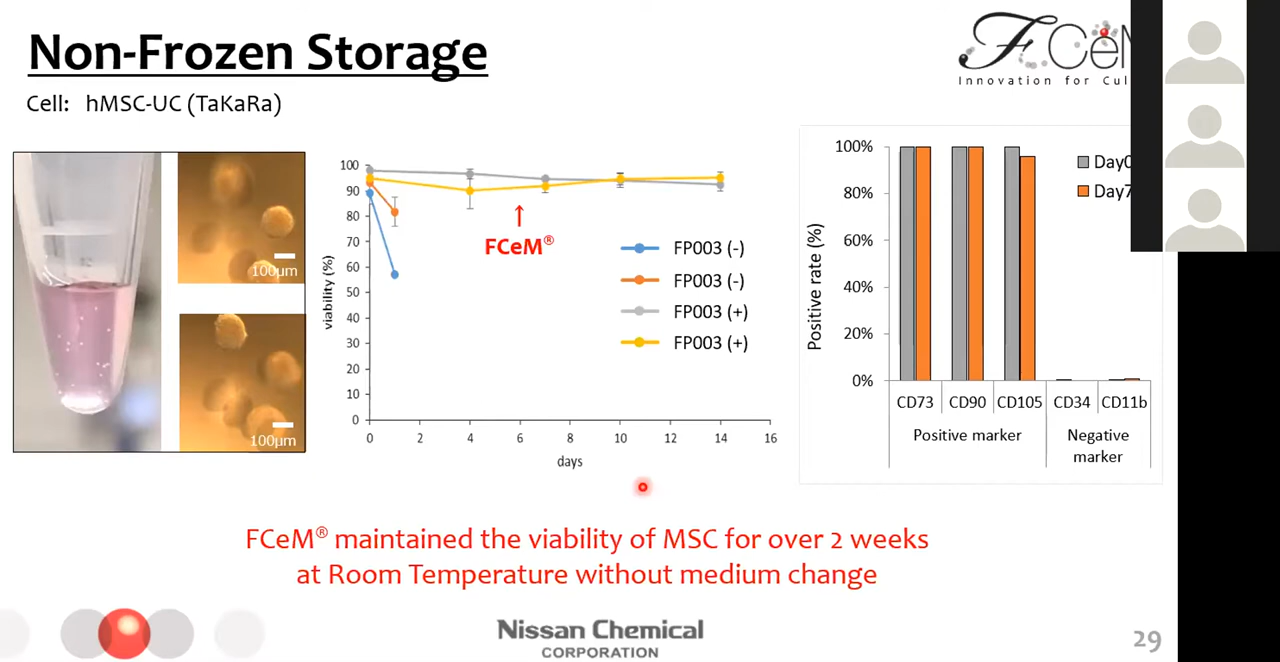 Non-Frozen Storage
Cell: hMSC-UC (TaKaRa)
F.CeM
Innovation for Cul
100μm
100μm
100
90
80
70
60
50
40
30
20
10
0
viability (%)
0 2 4 6 8 10 12 14 16
days
FCeM®
FP003 (-)
FP003 (-)
FP003 (+)
FP003 (+)
100%
80%
60%
40%
20%
0%
Positive rate (%)
Day0
Day7
CD73 CD90 CD105 CD34 CD11b
Positive marker
Negative
marker
FCeM® maintained the viability of MSC for over 2 weeks
at Room Temperature without medium change
Nissan Chemical
CORPORATION
29